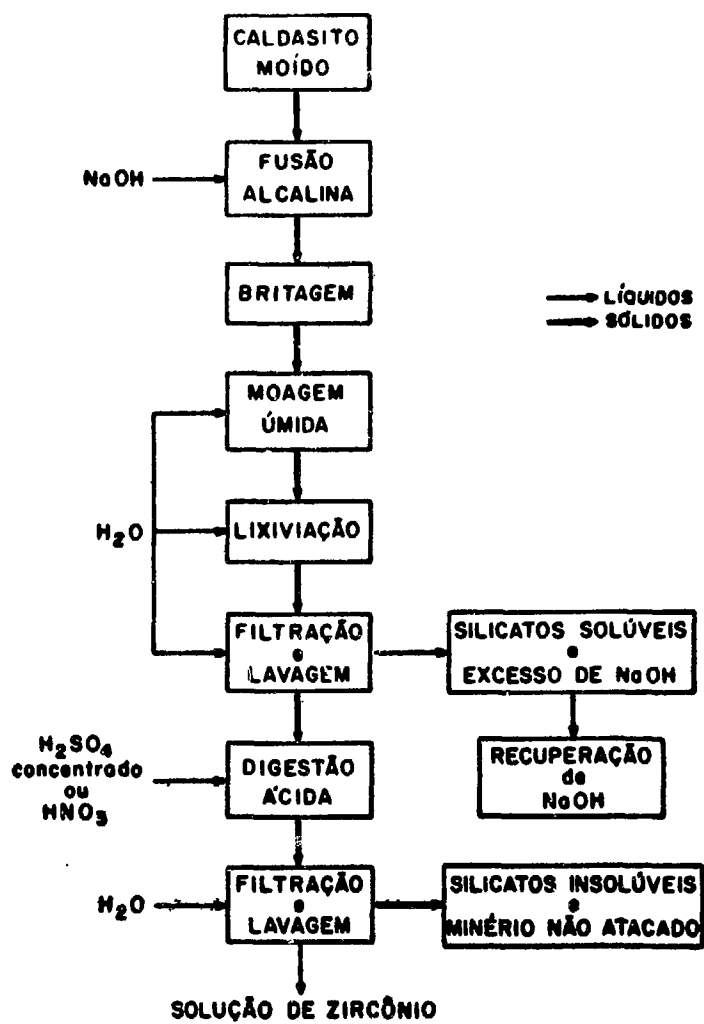 CALDASITO
MOÍDO
NaOH
FUSÃO
ALCALINA
BRITAGEM
LÍQUIDOS
SÓLIDOS
MOAGEM
ÚMIDA
H₂O
LIXIVIAÇÃO
FILTRAÇÃO
e
LAVAGEM
SILICATOS SOLÚVEIS
e
EXCESSO DE NaOH
H₂SO₄
concentrado
ou
HNO₃
DIGESTÃO
ÁCIDA
RECUPERAÇÃO
de
NaOH
H₂O
FILTRAÇÃO
e
LAVAGEM
SILICATOS INSOLÚVEIS
e
MINÉRIO NÃO ATACADO
SOLUÇÃO DE ZIRCÔNIO